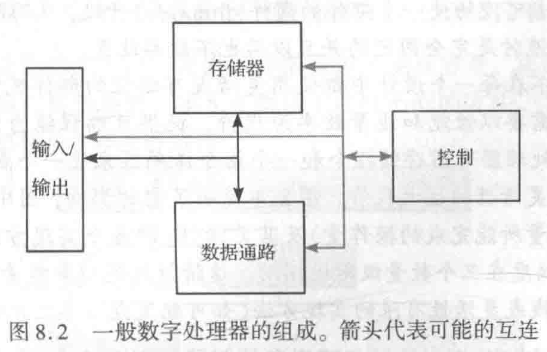 存储器
输入/
输出
控制
数据通路
图8.2 一般数字处理器的组成。箭头代表可能的互连